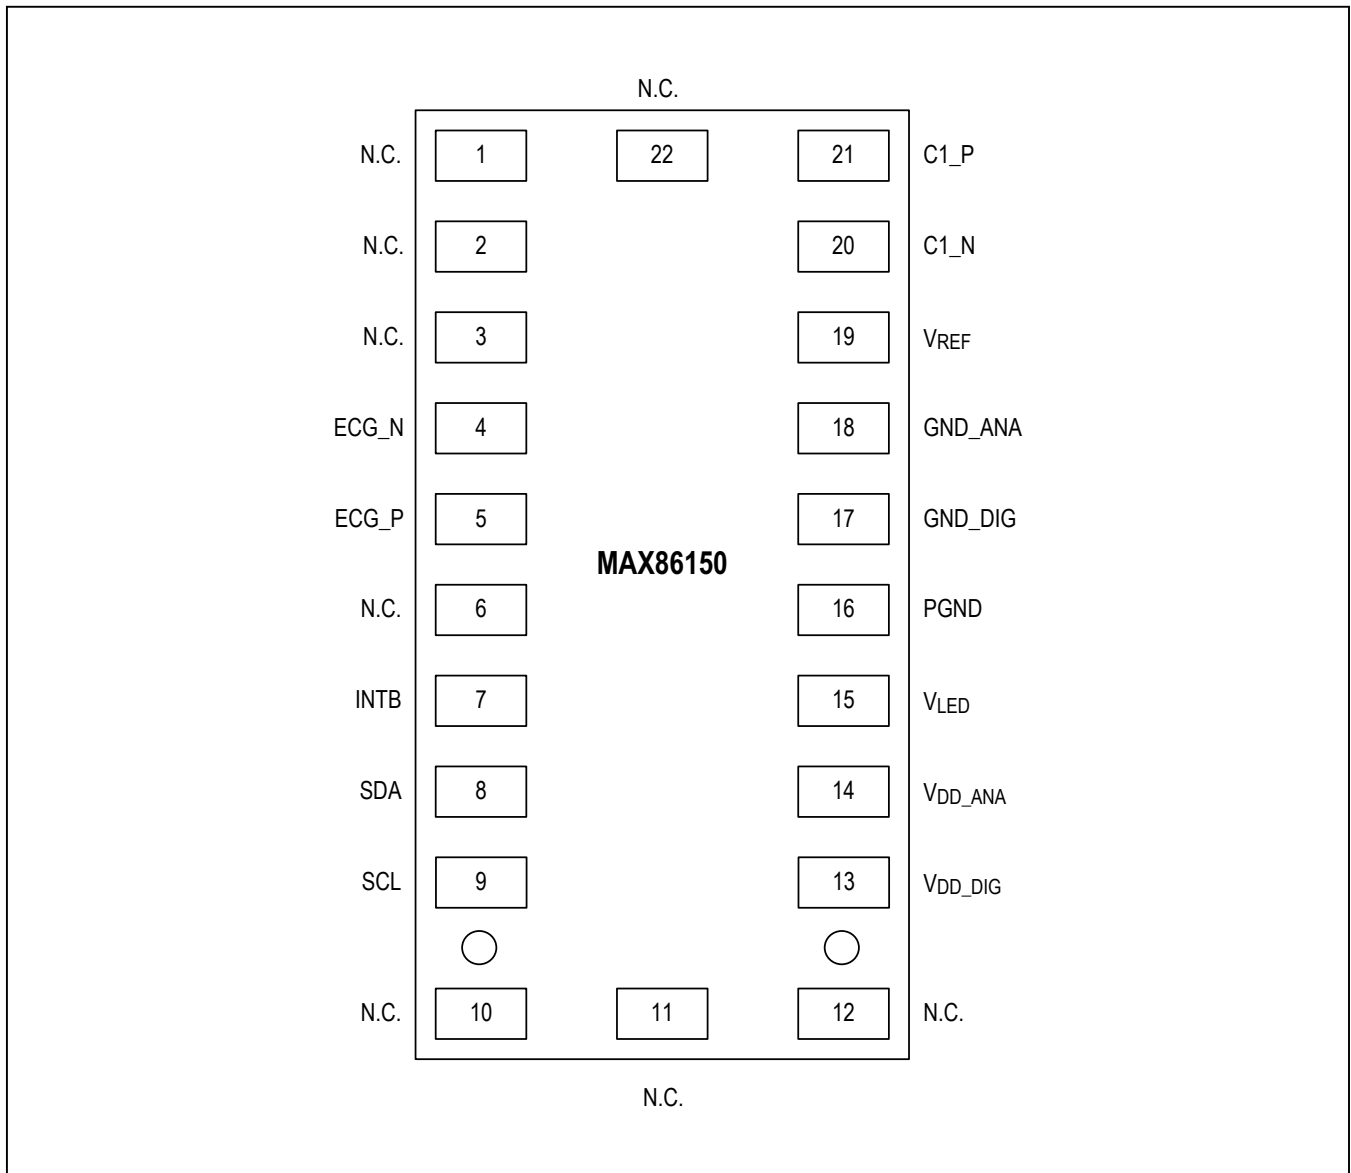 N.C.
N.C. 1 22 21 C1_P
N.C. 2 20 C1_N
N.C. 3 19 VREF
ECG_N 4 18 GND_ANA
ECG_P 5 17 GND_DIG
MAX86150
N.C. 6 16 PGND
INTB 7 15 VLED
SDA 8 14 VDD_ANA
SCL 9 13 VDD_DIG
N.C. 10 11 12 N.C.
N.C.